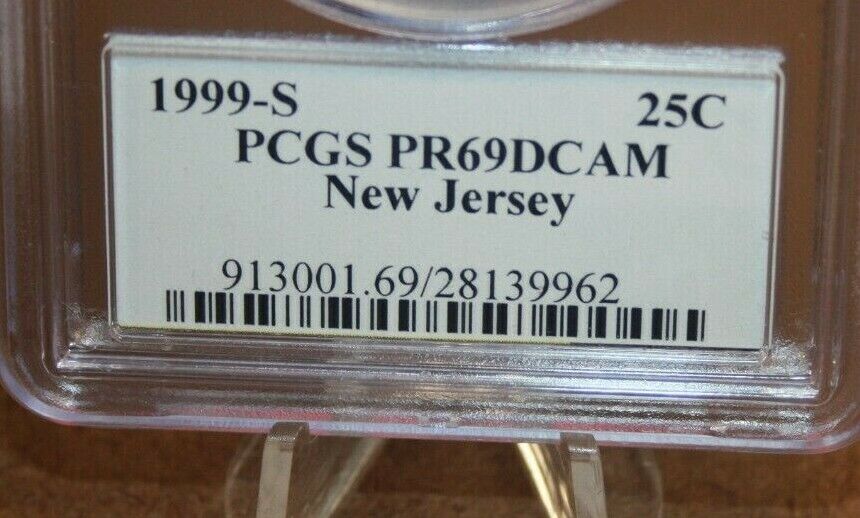 1999-S 25C
PCGS PR69DCAM
New Jersey
913001.69/28139962